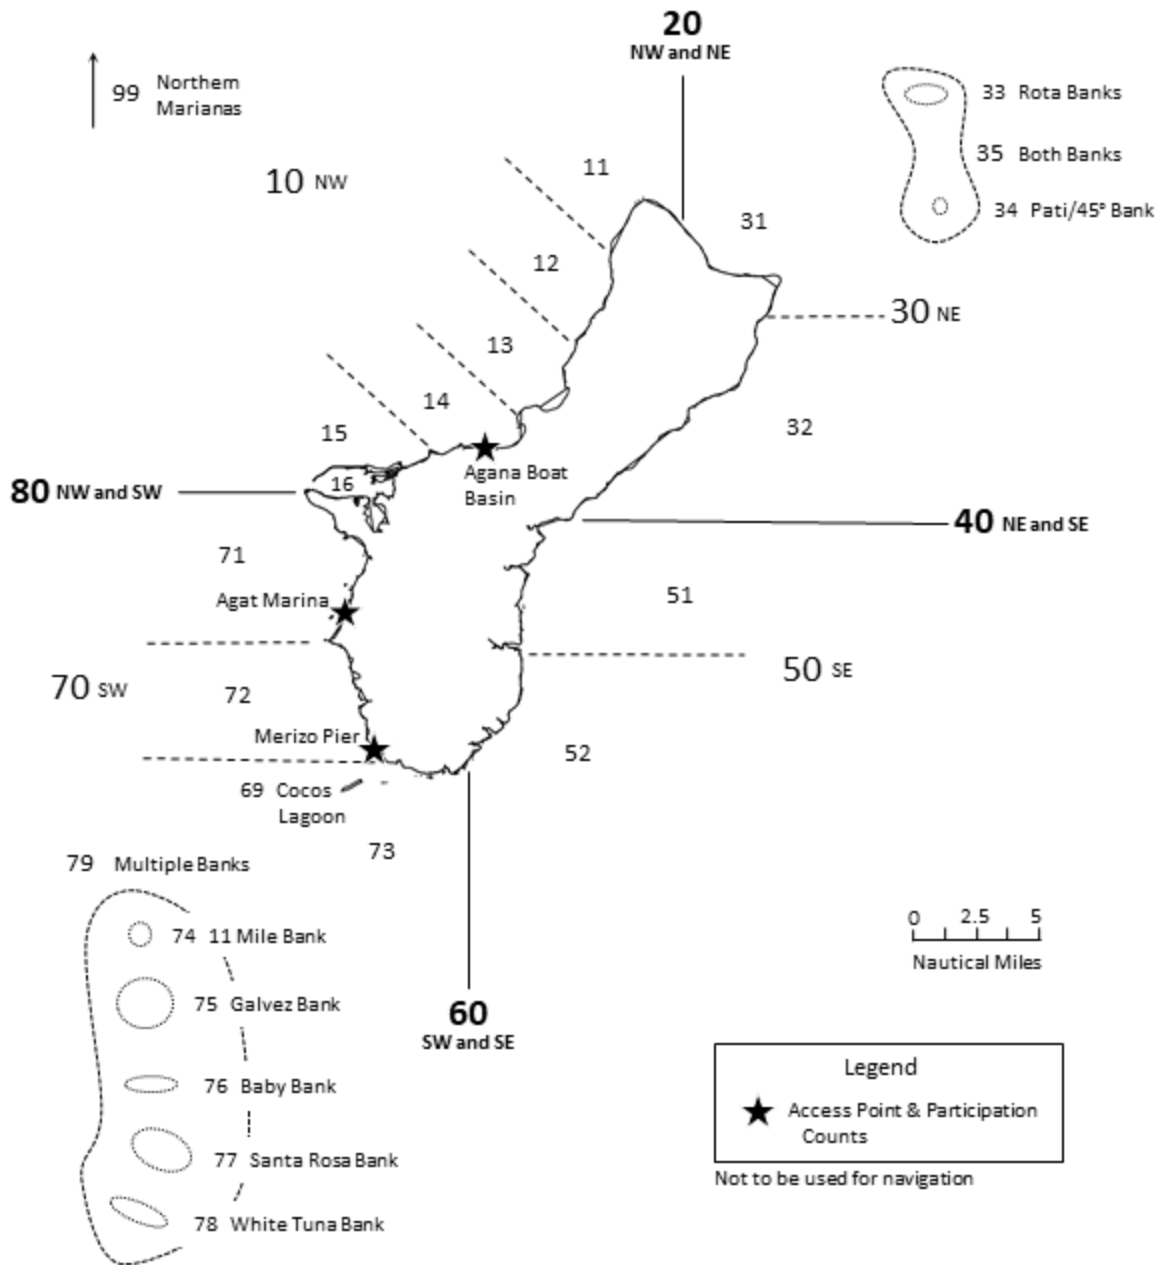 20
NW and NE
99 Northern
Marianas
33 Rota Banks
11
35 Both Banks
10 NW
34 Pati/45° Bank
31
12
30 NE
13
14
32
15
Agana Boat
Basin
16
80 NW and SW
40 NE and SE
71
51
Agat Marina
50 SE
70 SW
72
Merizo Pier
52
69 Cocos
Lagoon
73
79 Multiple Banks
74 11 Mile Bank
0 2.5 5
Nautical Miles
75 Galvez Bank
60
SW and SE
76 Baby Bank
Legend
Access Point & Participation
Counts
77 Santa Rosa Bank
Not to be used for navigation
78 White Tuna Bank